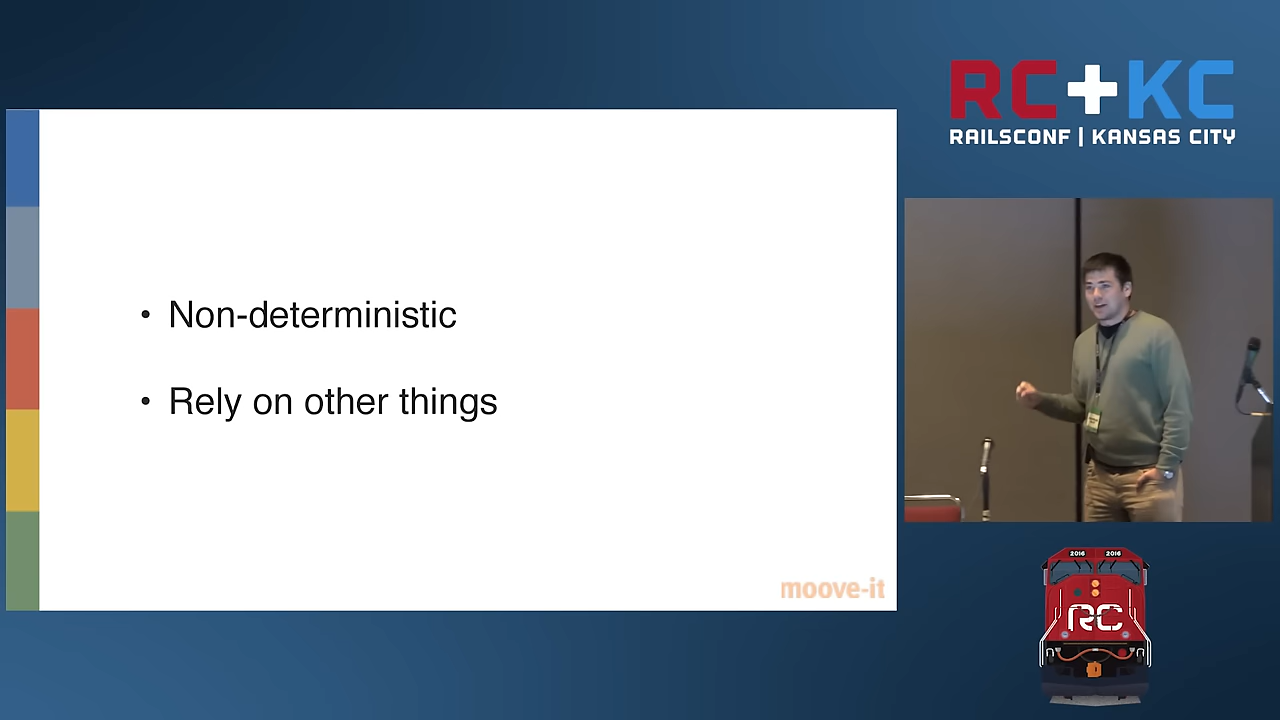 RC+KC
RAILSCONF | KANSAS CITY
• Non-deterministic
• Rely on other things
moove-it
2016 2016
RC